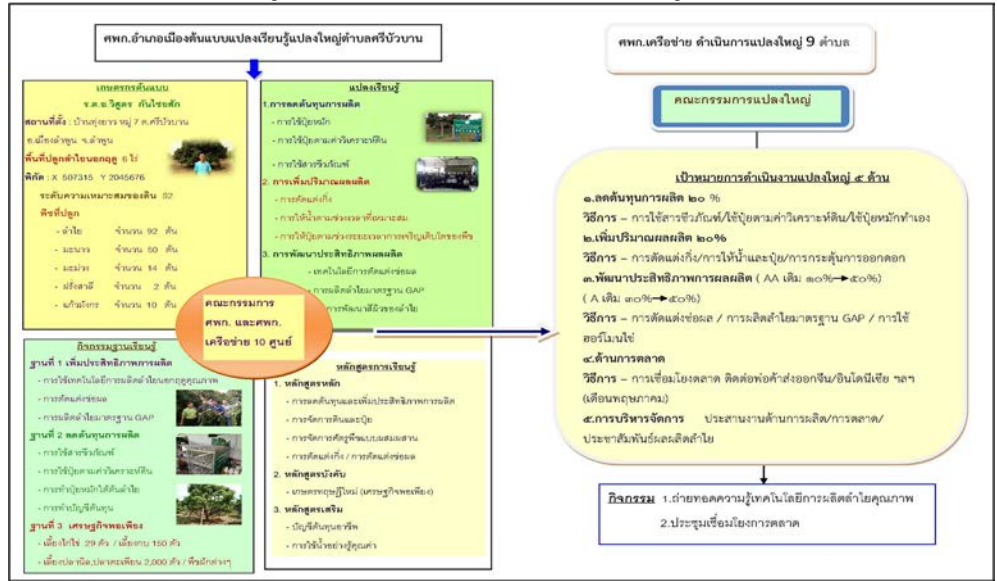 ศพก.อำเภอเมืองต้นแบบแปลงเรียนรู้แปลงใหญ่ตำบลศรีบัวบาน
เกษตรกรต้นแบบ
ร.ต.อ.วิสูตร กันไชยสัก
สถานที่ตั้ง : บ้านทุ่งยาว หมู่ 7 ต.ศรีบัวบาน
อ.เมืองลำพูน จ.ลำพูน
พื้นที่ปลูกลำไยนอกฤดู 6 ไร่
พิกัด : X 507315 Y 2045676
ระดับความเหมาะสมของดิน S2
พืชที่ปลูก
- ลำไย จำนวน 92 ต้น
- มะนาว จำนวน 50 ต้น
- มะม่วง จำนวน 14 ต้น
- ฝรั่งสาลี่ จำนวน 2 ต้น
- แก้วมังกร จำนวน 10 ต้น
แปลงเรียนรู้
1.การลดต้นทุนการผลิต
- การใช้ปุ๋ยหมัก
- การใช้ปุ๋ยตามค่าวิเคราะห์ดิน
- การใช้สารชีวภัณฑ์
2. การเพิ่มปริมาณผลผลิต
- การตัดแต่งกิ่ง
- การให้น้ำตามช่วงเวลาที่เหมาะสม
- การให้ปุ๋ยตามช่วงระยะเวลาการเจริญเติบโตของพืช
3. การพัฒนาประสิทธิภาพผลผลิต
- เทคโนโลยีการตัดแต่งช่อผล
- การผลิตลำไยมาตรฐาน GAP
การพัฒนาสีผิวของลำไย
คณะกรรมการ
ศพก. และศพก.
เครือข่าย 10 ศูนย์
กิจกรรมฐานเรียนรู้
ฐานที่ 1 เพิ่มประสิทธิภาพการผลิต
- การใช้เทคโนโลยีการผลิตลำไยนอกฤดูคุณภาพ
- การตัดแต่งช่อผล
- การผลิตลำไยมาตรฐาน GAP
ฐานที่ 2 ลดต้นทุนการผลิต
- การใช้สารชีวภัณฑ์
- การใช้ปุ๋ยตามค่าวิเคราะห์ดิน
- การทำปุ๋ยหมักใต้ต้นลำไย
- การทำบัญชีต้นทุน
ฐานที่ 3 เศรษฐกิจพอเพียง
- เลี้ยงไก่ไข่ 29 ตัว / เลี้ยงกบ 150 ตัว
- เลี้ยงปลานิล,ปลาตะเพียน 2,000 ตัว / พืชผักต่างๆ
หลักสูตรการเรียนรู้
1. หลักสูตรหลัก
- การลดต้นทุนและเพิ่มประสิทธิภาพการผลิต
- การจัดการดินและปุ๋ย
- การจัดการศัตรูพืชแบบผสมผสาน
- การตัดแต่งกิ่ง / การตัดแต่งช่อผล
2. หลักสูตรบังคับ
- เกษตรทฤษฎีใหม่ (เศรษฐกิจพอเพียง)
3. หลักสูตรเสริม
- บัญชีต้นทุนอาชีพ
- การใช้น้ำอย่างรู้คุณค่า
ศพก.เครือข่าย ดำเนินการแปลงใหญ่ 9 ตำบล
คณะกรรมการแปลงใหญ่
เป้าหมายการดำเนินงานแปลงใหญ่ ๕ ด้าน
๑.ลดต้นทุนการผลิต ๒๐ %
วิธีการ – การใช้สารชีวภัณฑ์/ใช้ปุ๋ยตามค่าวิเคราะห์ดิน/ใช้ปุ๋ยหมักทำเอง
๒.เพิ่มปริมาณผลผลิต ๒๐%
วิธีการ – การตัดแต่งกิ่ง/การให้น้ำและปุ๋ย/การกระตุ้นการออกดอก
๓.พัฒนาประสิทธิภาพการผลผลิต ( AA เดิม ๑๐%→๕๐%)
( A เดิม ๓๐%→๕๐%)
วิธีการ – การตัดแต่งช่อผล / การผลิตลำไยมาตรฐาน GAP / การใช้
ฮอร์โมนไข่
๔.ด้านการตลาด
วิธีการ – การเชื่อมโยงตลาด ติดต่อพ่อค้าส่งออกจีน/อินโดนีเซีย ฯลฯ
(เดือนพฤษภาคม)
๕.การบริหารจัดการ ประสานงานด้านการผลิต/การตลาด/
ประชาสัมพันธ์ผลผลิตลำไย
กิจกรรม 1.ถ่ายทอดความรู้เทคโนโลยีการผลิตลำไยคุณภาพ
2.ประชุมเชื่อมโยงการตลาด